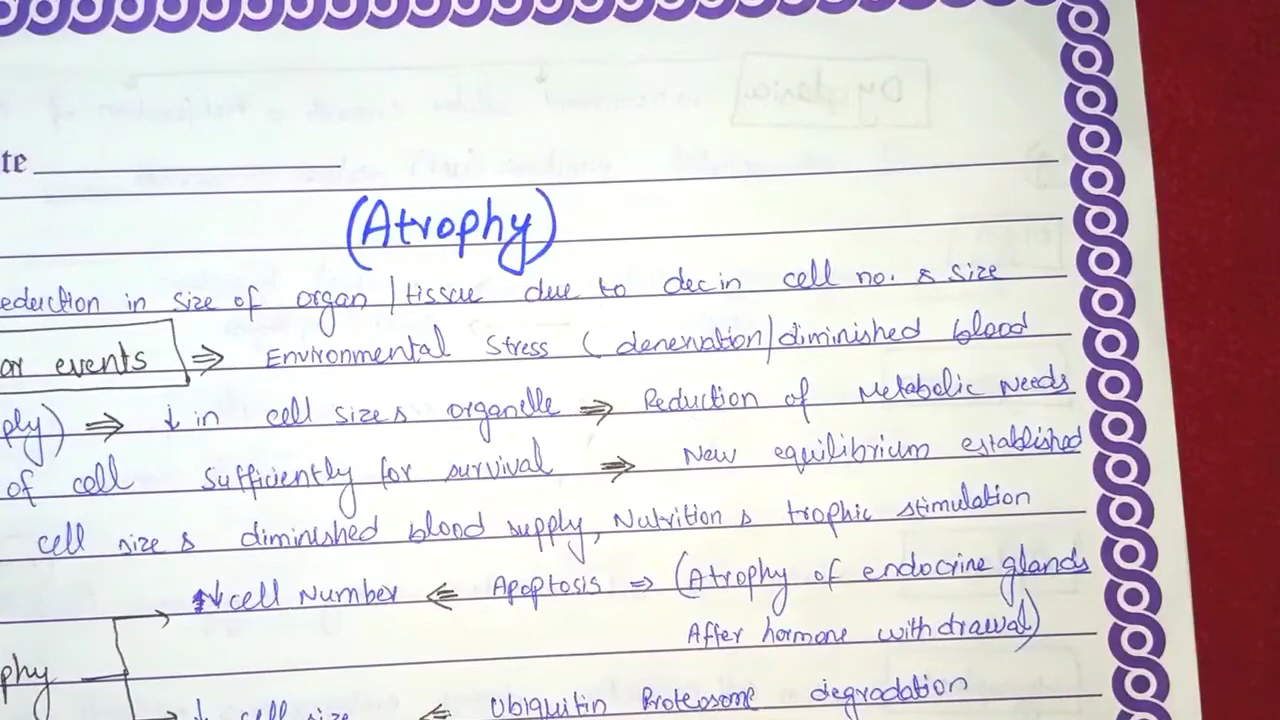 te
(Atrophy)
eduction in size of organ / tissue due to dec in cell no. & size
or events ⇒ Environmental Stress ( denervation/diminished blood
ply) ⇒ ↓ in cell size & organelle ⇒ Reduction of Metabolic Needs
of cell sufficiently for survival ⇒ New equilibrium established
cell size & diminished blood supply, Nutrition & trophic stimulation
↓ cell Number ⇐ Apoptosis ⇒ (Atrophy of endocrine glands
After hormone withdrawal)
phy
↓ cell size ⇐ Ubiquitin Proteosome degradation